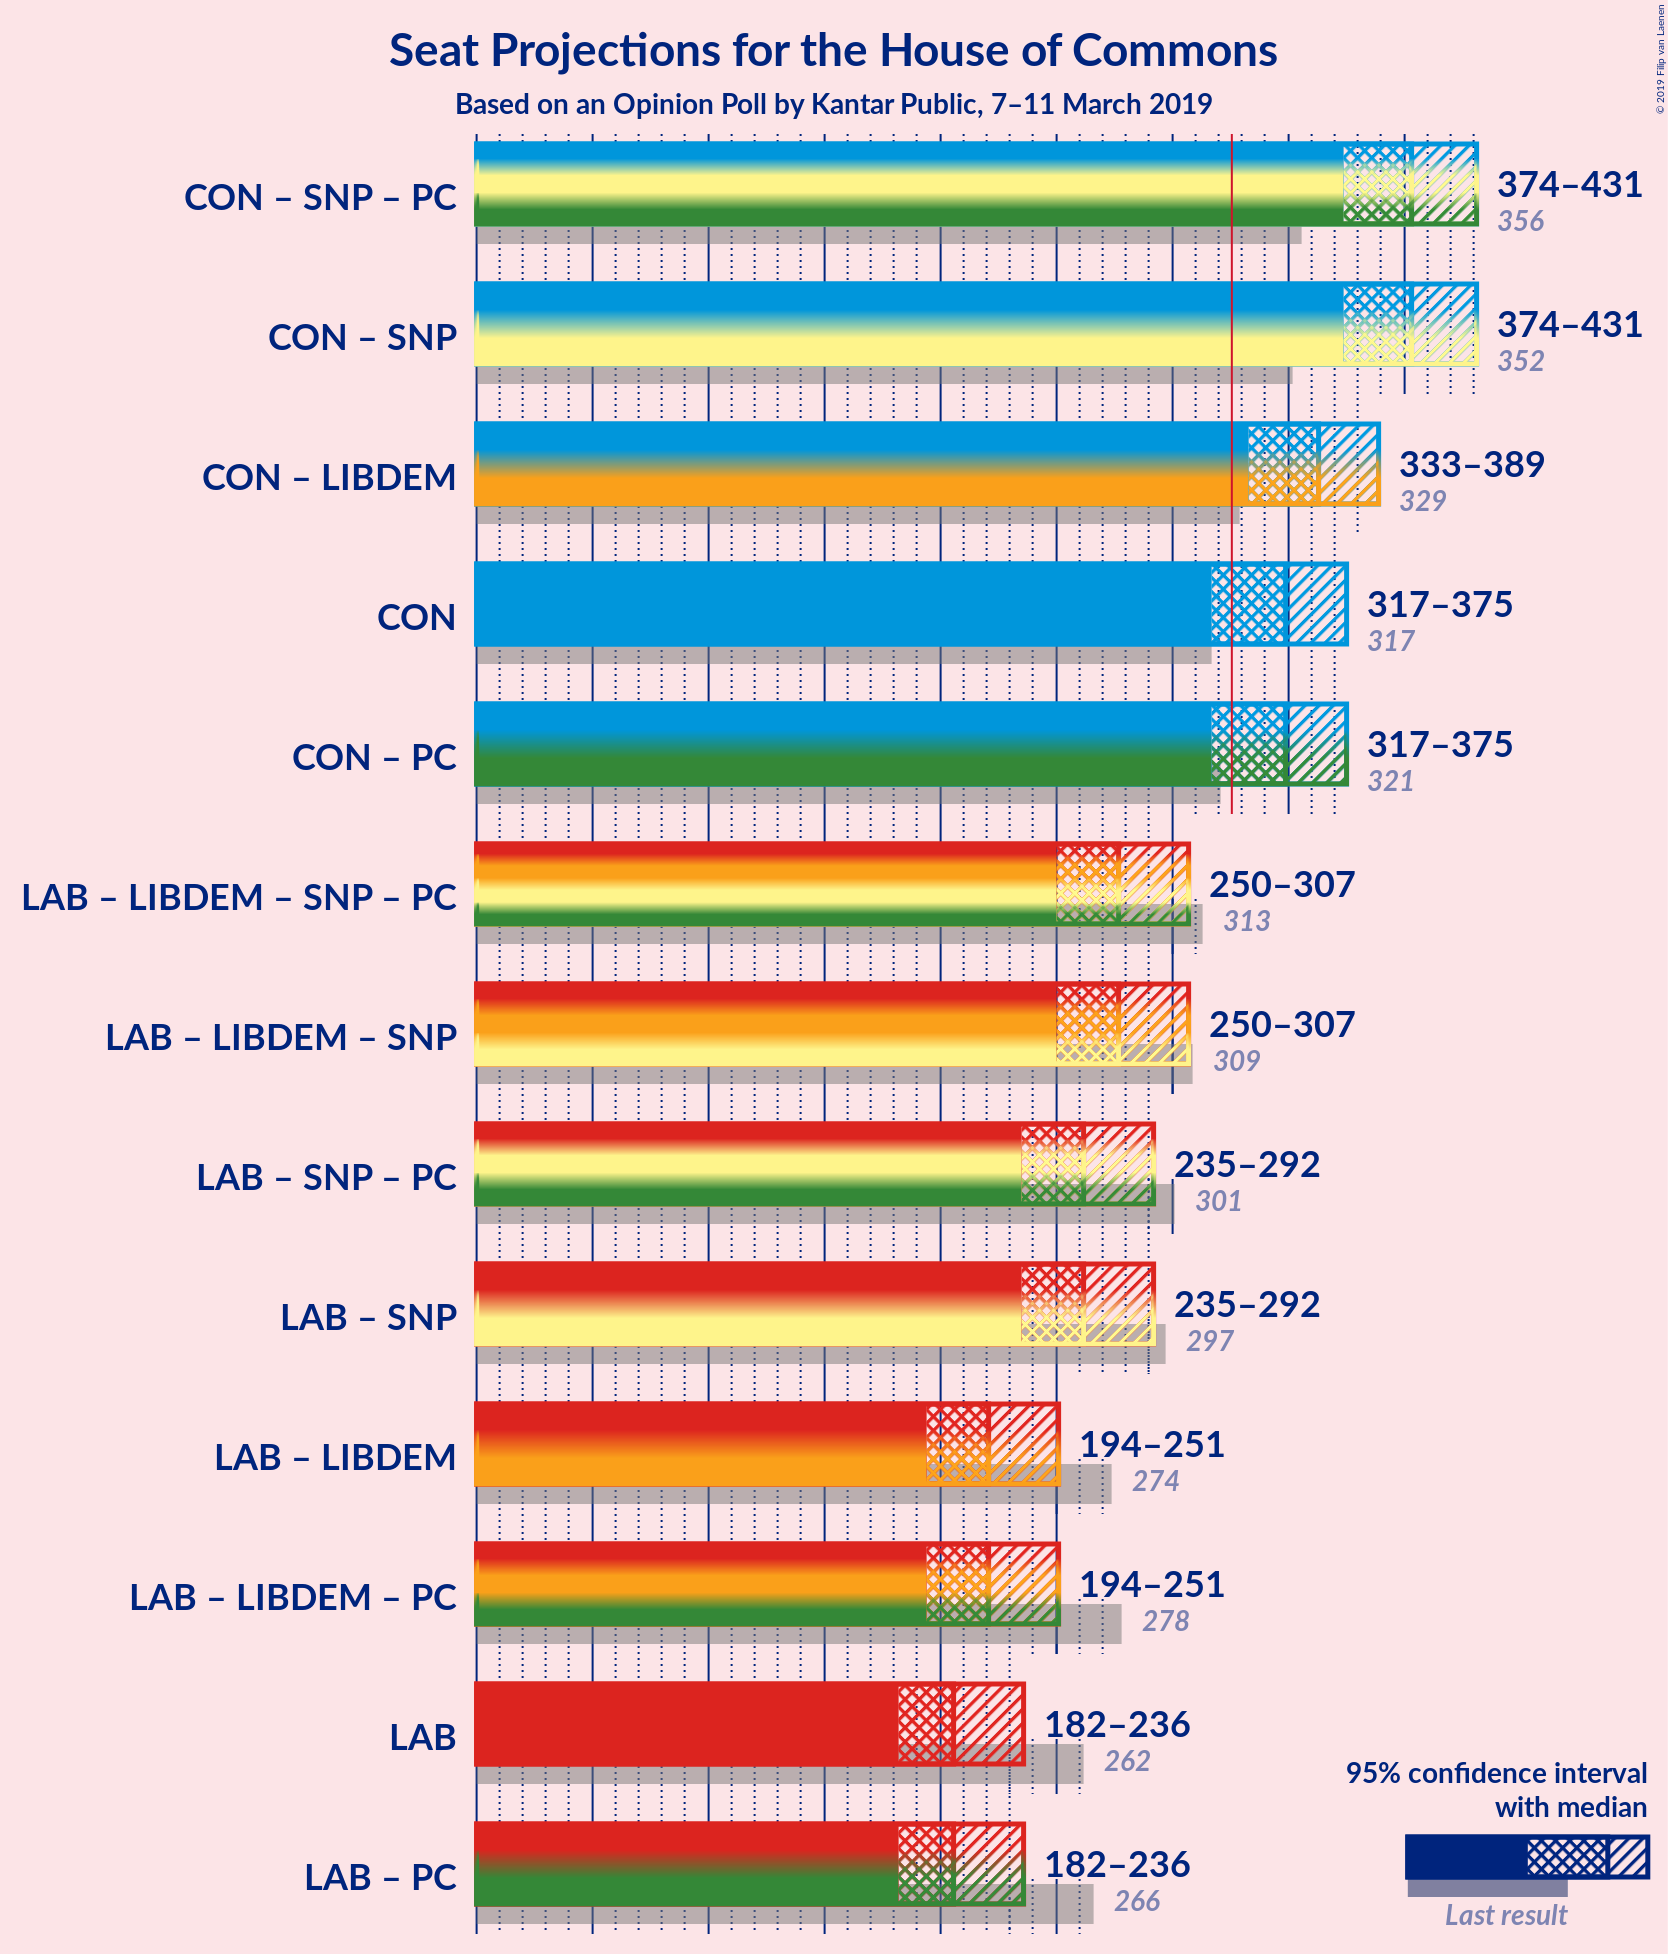 Seat Projections for the House of Commons
Based on an Opinion Poll by Kantar Public, 7–11 March 2019
© 2019 Filip van Laenen
CON – SNP – PC
374–431
356
CON – SNP
374–431
352
CON – LIBDEM
333–389
329
CON
317–375
317
CON – PC
317–375
321
LAB – LIBDEM – SNP – PC
250–307
313
LAB – LIBDEM – SNP
250–307
309
LAB – SNP – PC
235–292
301
LAB – SNP
235–292
297
LAB – LIBDEM
194–251
274
LAB – LIBDEM – PC
194–251
278
LAB
182–236
262
LAB – PC
182–236
266
95% confidence interval
with median
Last result